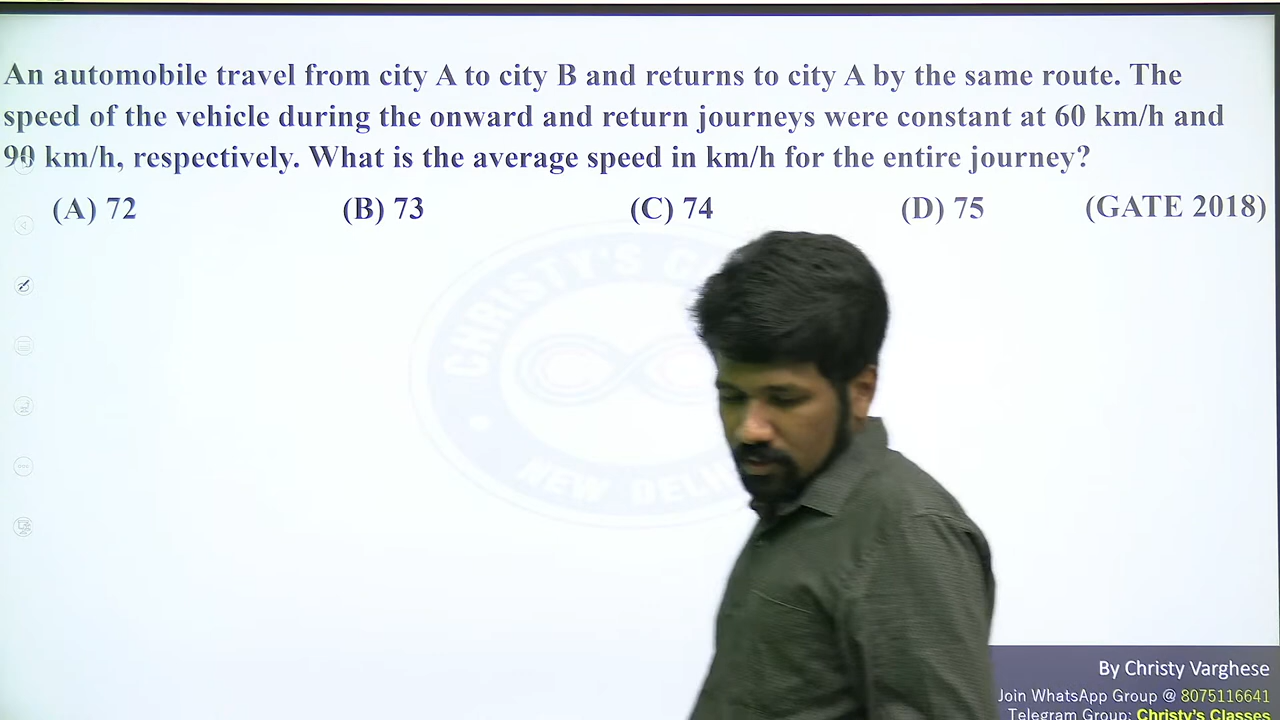 An automobile travel from city A to city B and returns to city A by the same route. The
speed of the vehicle during the onward and return journeys were constant at 60 km/h and
90 km/h, respectively. What is the average speed in km/h for the entire journey?
(A) 72 (B) 73 (C) 74 (D) 75 (GATE 2018)
CHRISTY'S C
NEW DELH
By Christy Varghese
Join WhatsApp Group @ 8075116641
Telegram Group: Christy's Classes